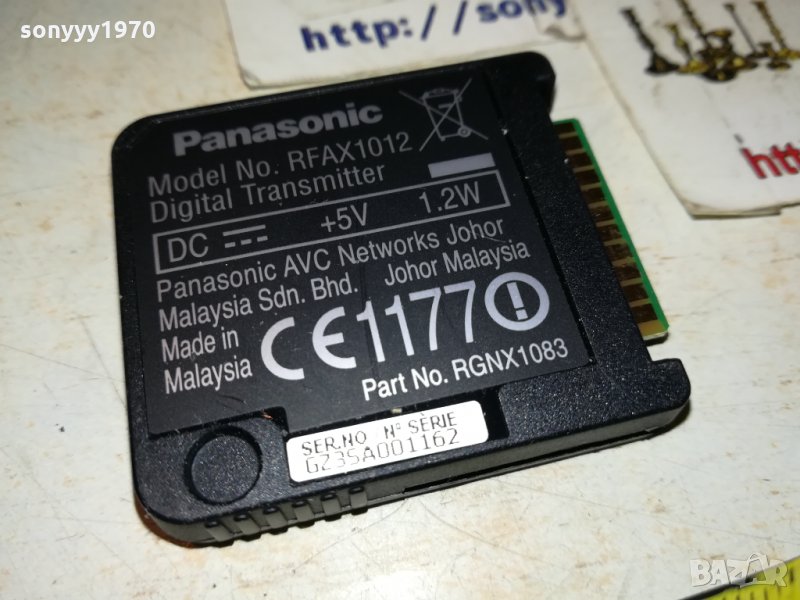 sonyyy1970
http://sony
htt
Panasonic
Model No. RFAX1012
Digital Transmitter
DC +5V 1.2W
Panasonic AVC Networks Johor
Malaysia Sdn. Bhd. Johor Malaysia
Made in
Malaysia
CE1177
Part No. RGNX1083
SER.NO N° SÈRIE
GZ3SA001162
BAZAR